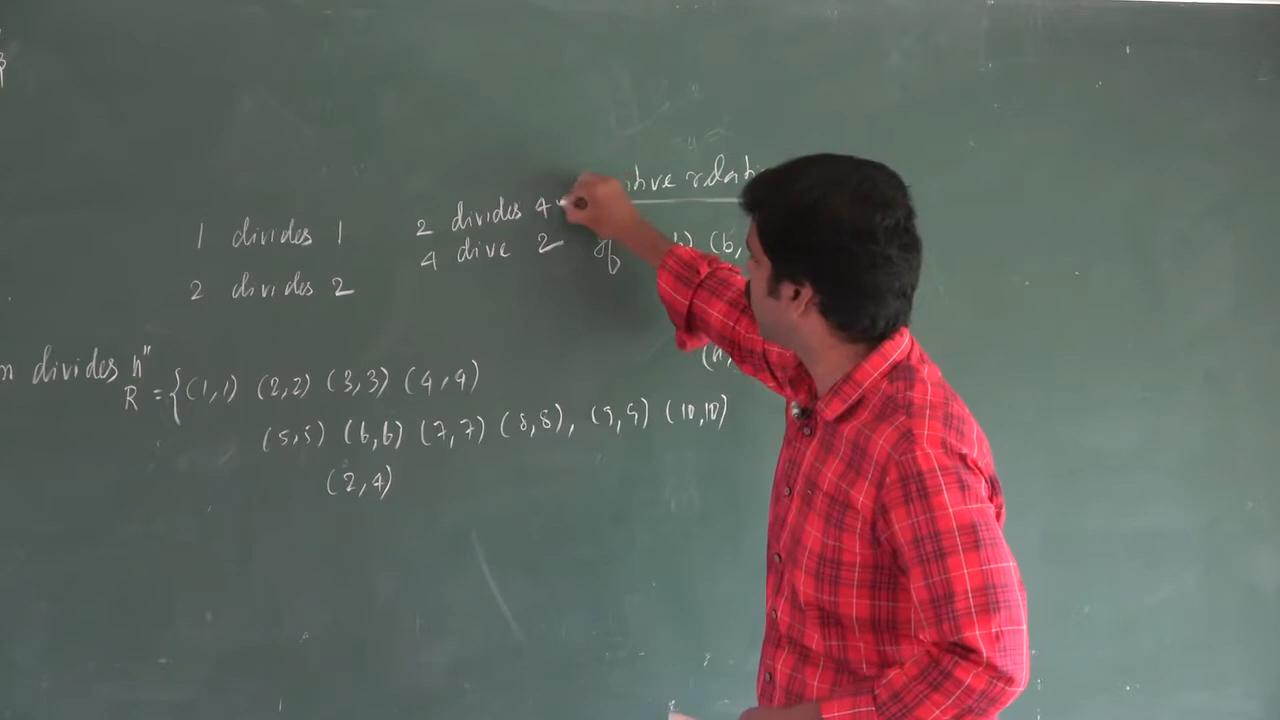 1 divides 1
2 divides 2
2 divides 4
4 dive 2
m divides n"
R = {(1,1) (2,2) (3,3) (4,4)
(5,5) (6,6) (7,7) (8,8), (9,9) (10,10)
(2,4)